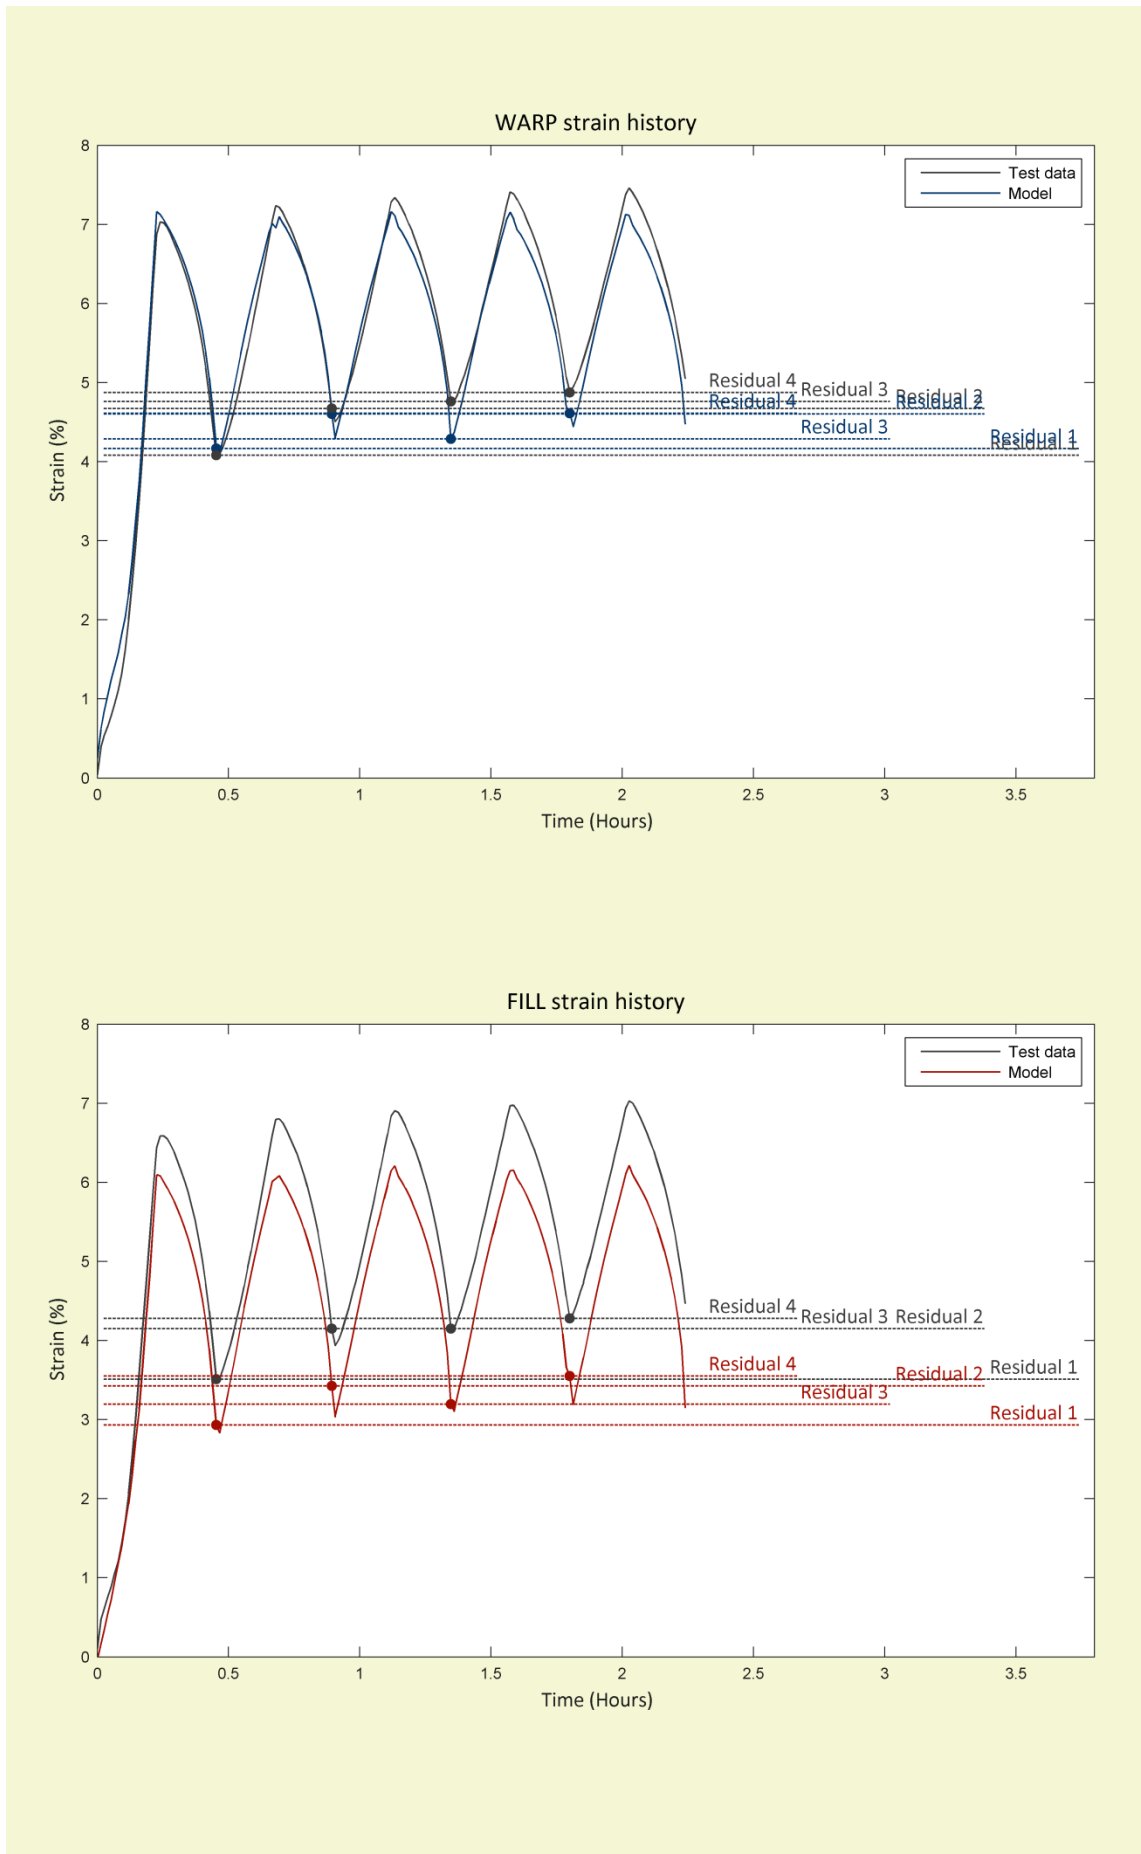 WARP strain history
8
Test data
Model
7
6
5
Residual 4
Residual 3
Residual 2
Residual 4
Residual 2
Residual 3
Residual 1
Residual 1
4
Strain (%)
3
2
1
0
0 0.5 1 1.5 2 2.5 3 3.5
Time (Hours)
FILL strain history
8
Test data
Model
7
6
5
Residual 4
Residual 3 Residual 2
4
Strain (%)
Residual 4
Residual 2
Residual 1
Residual 3
Residual 1
3
2
1
0
0 0.5 1 1.5 2 2.5 3 3.5
Time (Hours)